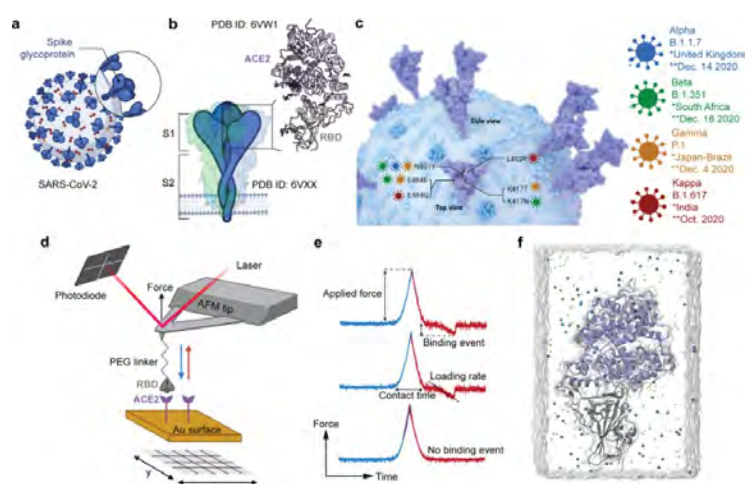 a
Spike
glycoprotein
SARS-CoV-2
b
PDB ID: 6VW1
ACE2
RBD
S1
S2
PDB ID: 6VXX
c
Side view
N501Y
E484K
E484Q
L452R
K417T
K417N
Top view
Alpha
B.1.1.7
*United Kingdom
**Dec. 14 2020
Beta
B.1.351
*South Africa
**Dec. 18 2020
Gamma
P.1
*Japan-Brazil
**Dec. 4 2020
Kappa
B.1.617
*India
**Oct. 2020
d
Photodiode
Force
Laser
AFM tip
PEG linker
RBD
ACE2
Au surface
y
e
Applied force
Binding event
Loading rate
Contact time
Force
No binding event
Time
f